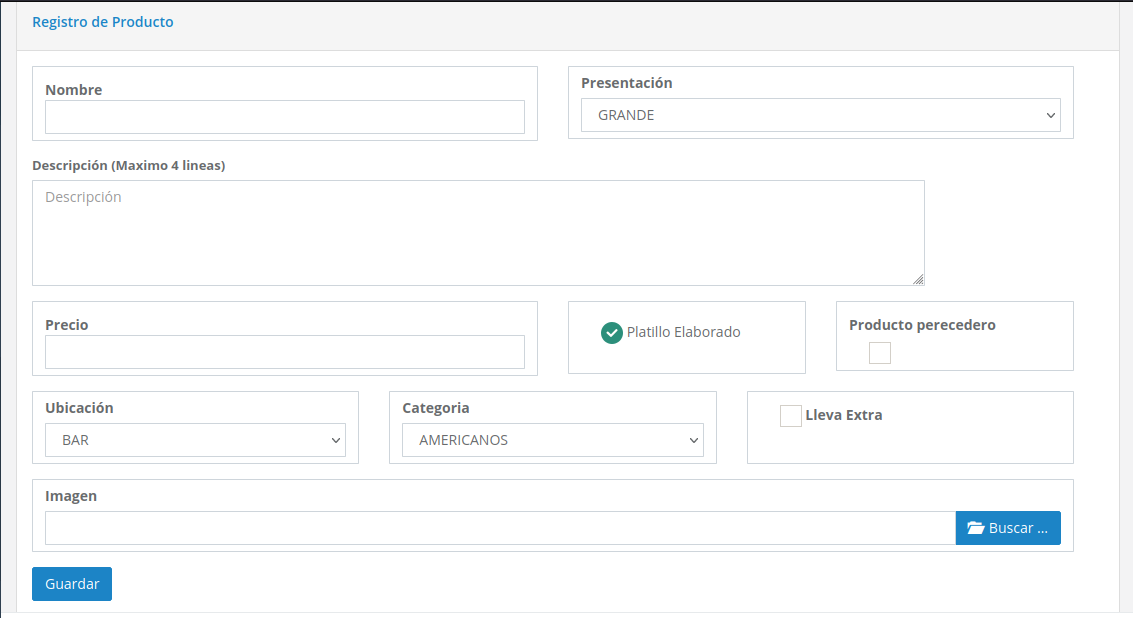 Registro de Producto
Nombre
Presentación
GRANDE
Descripción (Maximo 4 lineas)
Descripción
Precio
Platillo Elaborado
Producto perecedero
Ubicación
BAR
Categoria
AMERICANOS
Lleva Extra
Imagen
Buscar ...
Guardar